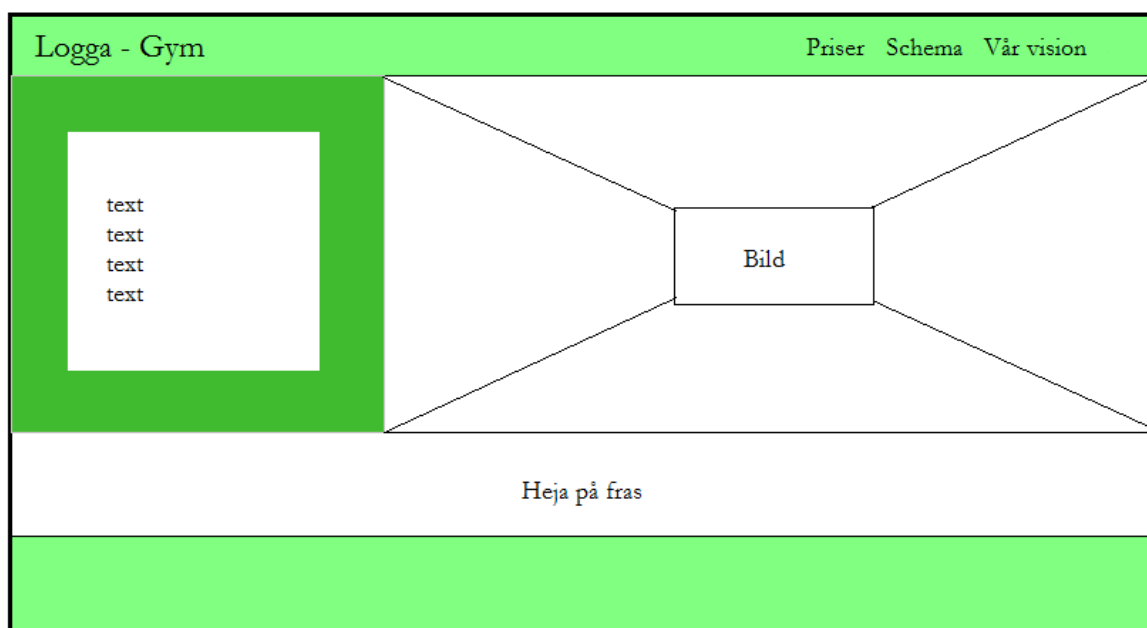 Logga - Gym
Priser Schema Vår vision
text
text
text
text
Bild
Heja på fras